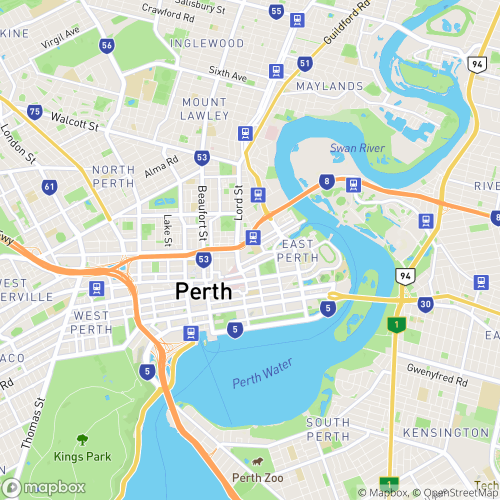 Salisbury St
Crawford Rd
55
Guildford Rd
KINE
Virgil Ave
56
INGLEWOOD
51
94
Sixth Ave
MAYLANDS
75
Walcott St
MOUNT
LAWLEY
London St
Swan River
53
Alma Rd
NORTH
PERTH
61
8
Beaufort St
Lord St
RIVE
8
Lake St
wy
EAST
PERTH
53
94
WEST
ERVILLE
Perth
5
30
WEST
PERTH
5
1
EA
ACO
Rd
5
Perth Water
Gwenyfred Rd
Thomas St
SOUTH
PERTH
KENSINGTON
Kings Park
Perth Zoo
1
Tech
mapbox
© Mapbox, © OpenStreetMap